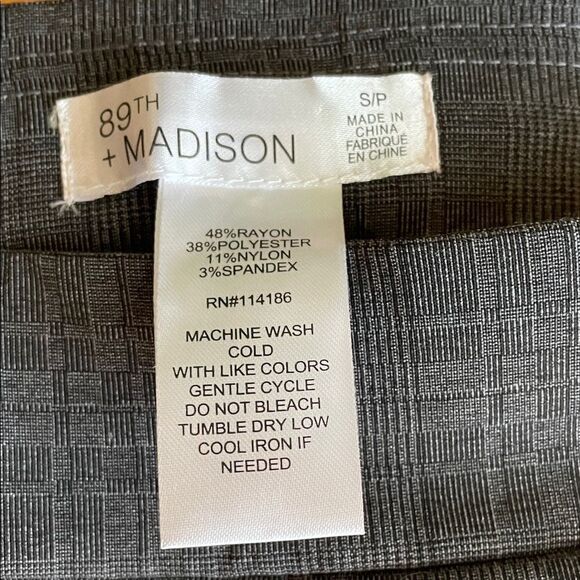 89TH
+ MADISON
S/P
MADE IN
CHINA
FABRIQUÉ
EN CHINE
48%RAYON
38%POLYESTER
11%NYLON
3%SPANDEX
RN#114186
MACHINE WASH
COLD
WITH LIKE COLORS
GENTLE CYCLE
DO NOT BLEACH
TUMBLE DRY LOW
COOL IRON IF
NEEDED